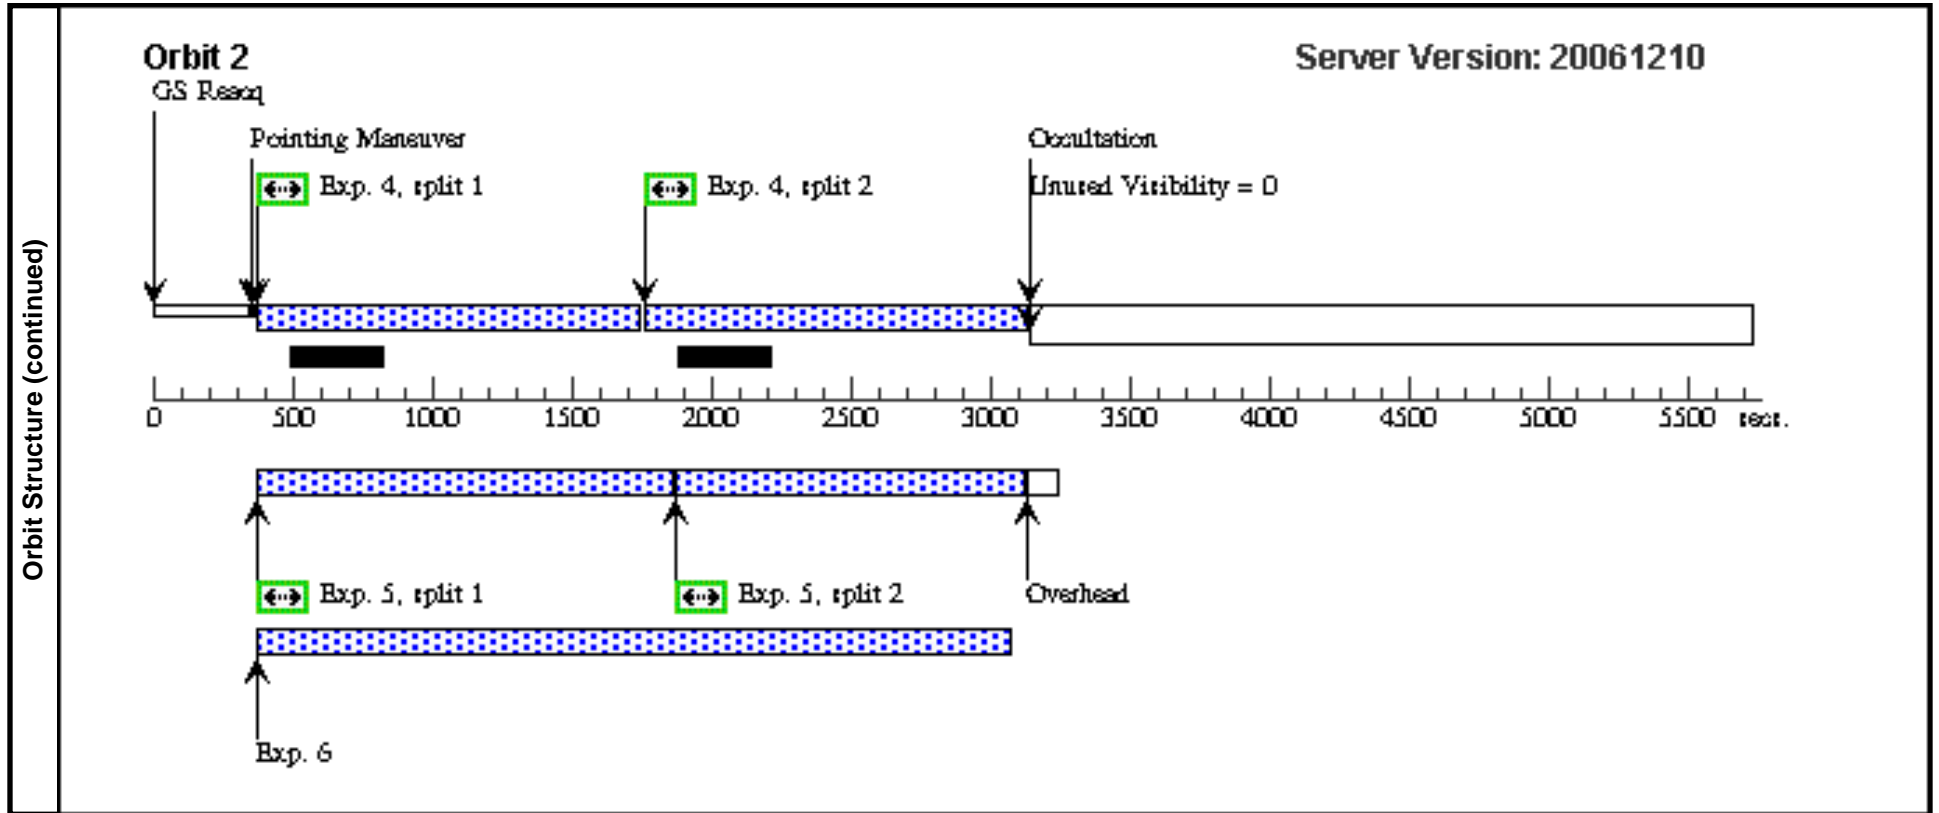 Orbit Structure (continued)
Orbit 2
Server Version: 20061210
GS Reacq
Pointing Maneuver
Occultation
Exp. 4, split 1
Exp. 4, split 2
Unused Visibility = 0
0 500 1000 1500 2000 2500 3000 3500 4000 4500 5000 5500 secs.
Exp. 5, split 1
Exp. 5, split 2
Overhead
Exp. 6